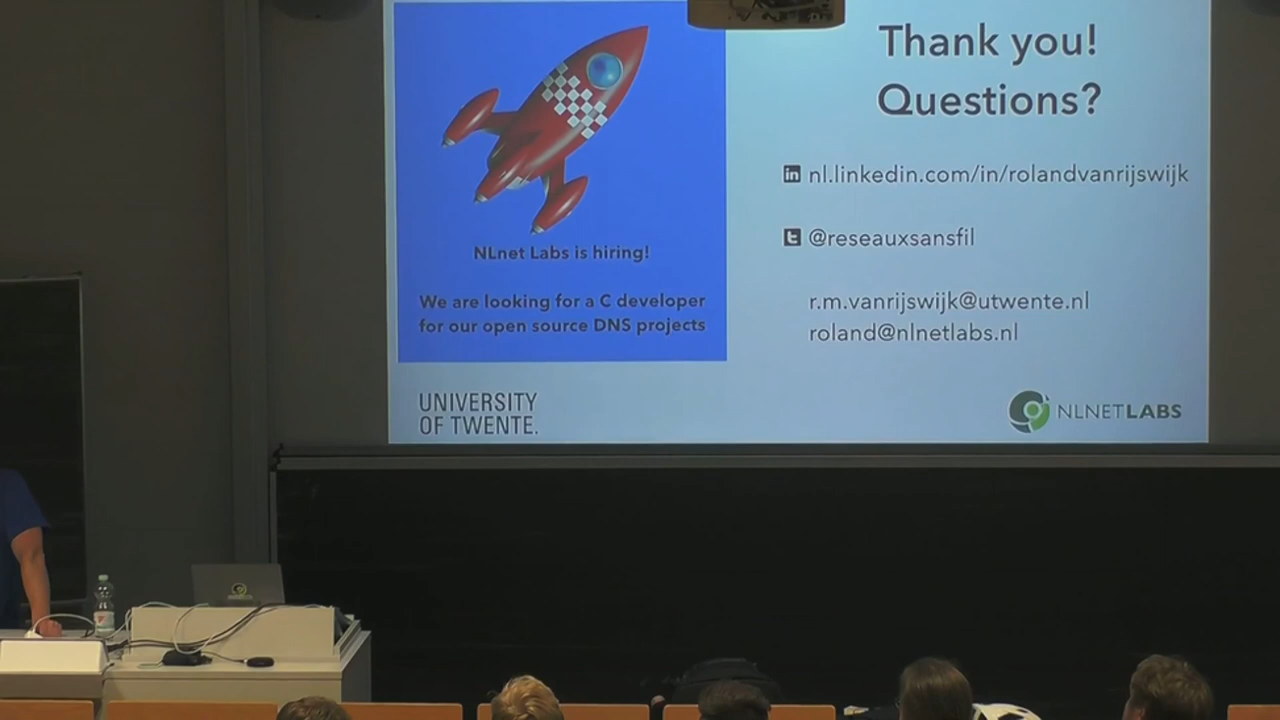 Thank you!
Questions?
nl.linkedin.com/in/rolandvanrijswijk
@reseauxsansfil
r.m.vanrijswijk@utwente.nl
roland@nlnetlabs.nl
NLnet Labs is hiring!
We are looking for a C developer
for our open source DNS projects
UNIVERSITY
OF TWENTE.
NLNETLABS